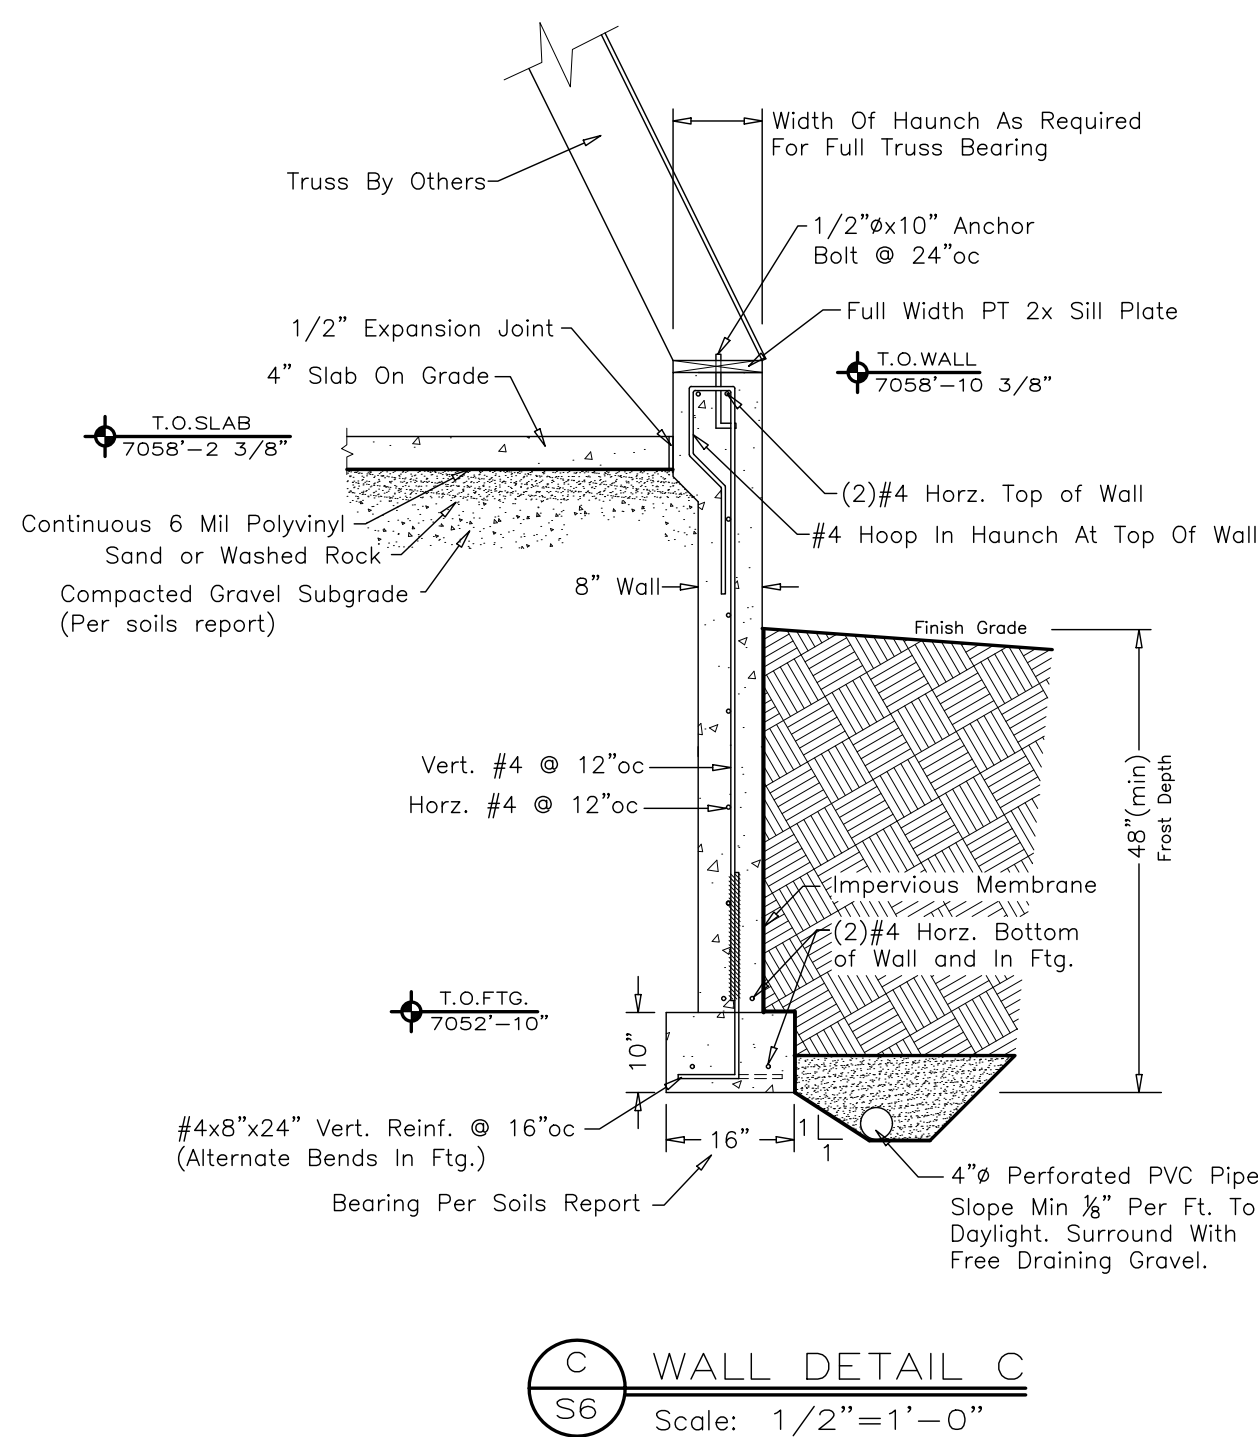 Width Of Haunch As Required
For Full Truss Bearing
Truss By Others
1/2"øx10" Anchor
Bolt @ 24"oc
Full Width PT 2x Sill Plate
1/2" Expansion Joint
T.O.WALL
7058'-10 3/8"
4" Slab On Grade
T.O.SLAB
7058'-2 3/8"
(2)#4 Horz. Top of Wall
Continuous 6 Mil Polyvinyl
#4 Hoop In Haunch At Top Of Wall
Sand or Washed Rock
8" Wall
Compacted Gravel Subgrade
(Per soils report)
Finish Grade
Vert. #4 @ 12"oc
Horz. #4 @ 12"oc
48"(min)
Frost Depth
Impervious Membrane
(2)#4 Horz. Bottom
of Wall and In Ftg.
T.O.FTG.
7052'-10"
10"
#4x8"x24" Vert. Reinf. @ 16"oc
(Alternate Bends In Ftg.)
16"
1
1
Bearing Per Soils Report
4"ø Perforated PVC Pipe
Slope Min ⅛" Per Ft. To
Daylight. Surround With
Free Draining Gravel.
C
S6
WALL DETAIL C
Scale: 1/2"=1'-0"